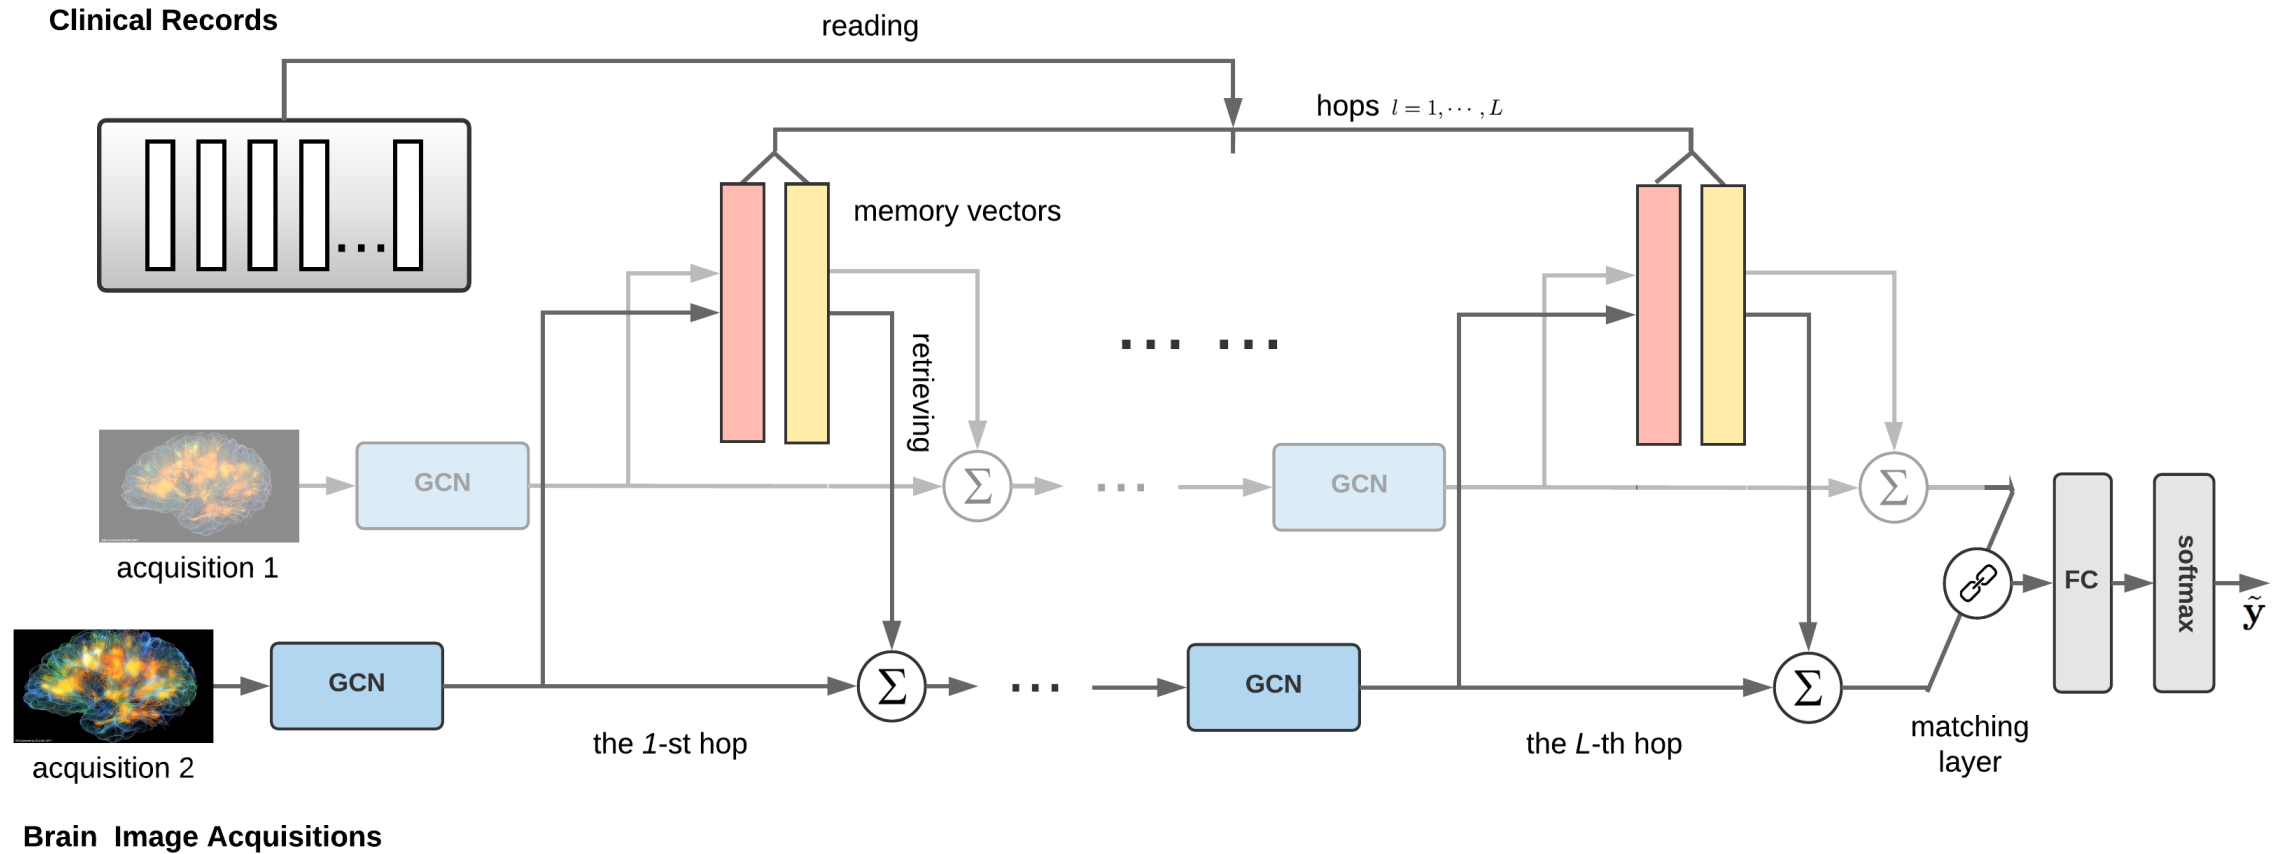 Clinical Records
reading
hops l = 1, ⋯ , L
memory vectors
retrieving
... ...
GCN
Σ
...
GCN
Σ
acquisition 1
FC
softmax
ỹ
GCN
Σ
...
GCN
Σ
the 1-st hop
the L-th hop
matching
layer
acquisition 2
Brain Image Acquisitions